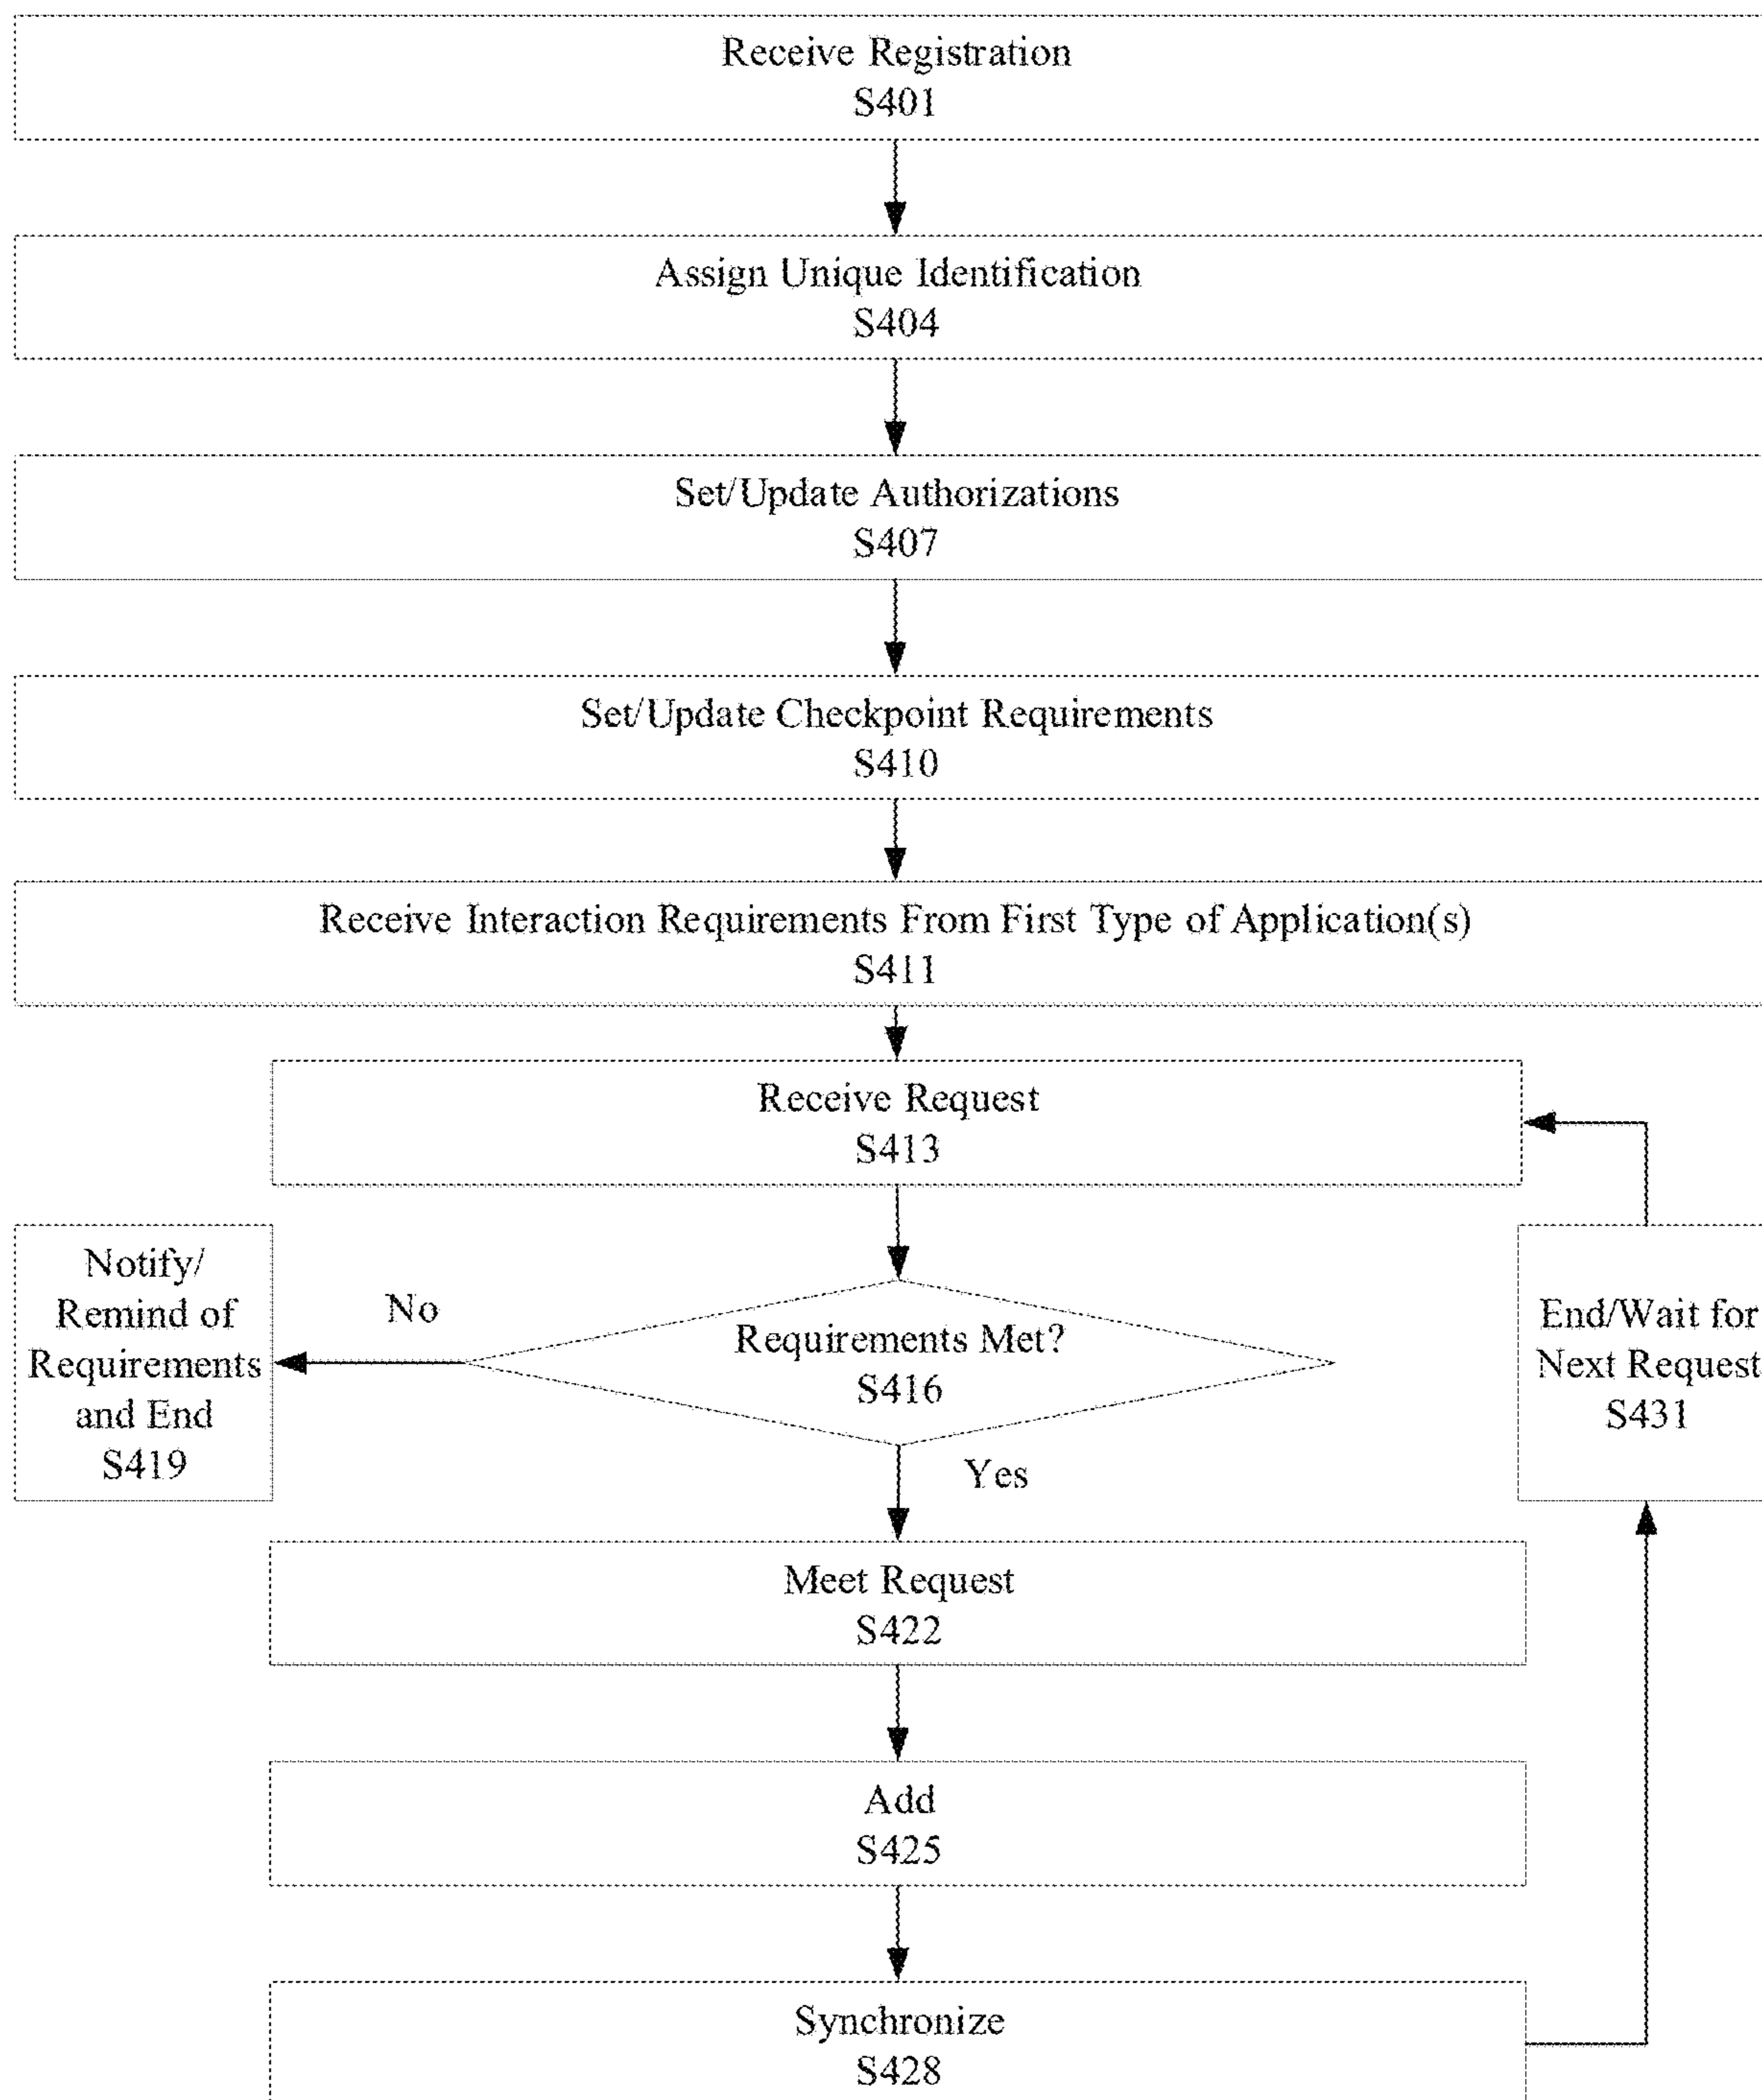 Receive Registration
S401
Assign Unique Identification
S404
Set/Update Authorizations
S407
Set/Update Checkpoint Requirements
S410
Receive Interaction Requirements From First Type of Application(s)
S411
Receive Request
S413
Notify/
Remind of
Requirements
and End
S419
No
Requirements Met?
S416
Yes
End/Wait for
Next Request
S431
Meet Request
S422
Add
S425
Synchronize
S428